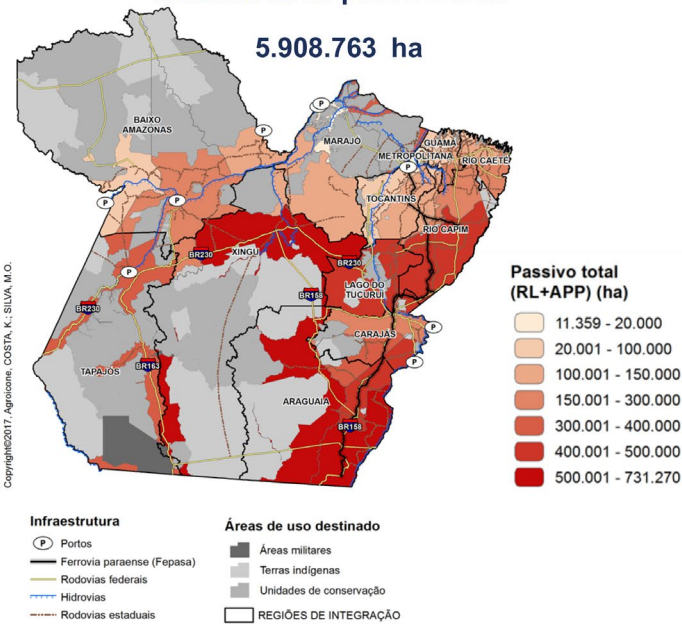 5.908.763 ha
BAIXO
AMAZONAS
P
P
MARAJÓ
GUAMÁ
METROPOLITANA
RIO CAETÉ
P
TOCANTINS
P
P
RIO CAPIM
XINGU
BR230
BR230
P
LAGO DO
TUCURUÍ
BR158
BR230
CARAJÁS
P
P
TAPAJÓS
BR163
ARAGUAIA
BR158
Copyright©2017, Agroicone, COSTA, K.; SILVA, M.O.
Passivo total
(RL+APP) (ha)
11.359 - 20.000
20.001 - 100.000
100.001 - 150.000
150.001 - 300.000
300.001 - 400.000
400.001 - 500.000
500.001 - 731.270
Infraestrutura
P Portos
Ferrovia paraense (Fepasa)
Rodovias federais
Hidrovias
Rodovias estaduais
Áreas de uso destinado
Áreas militares
Terras indígenas
Unidades de conservação
REGIÕES DE INTEGRAÇÃO